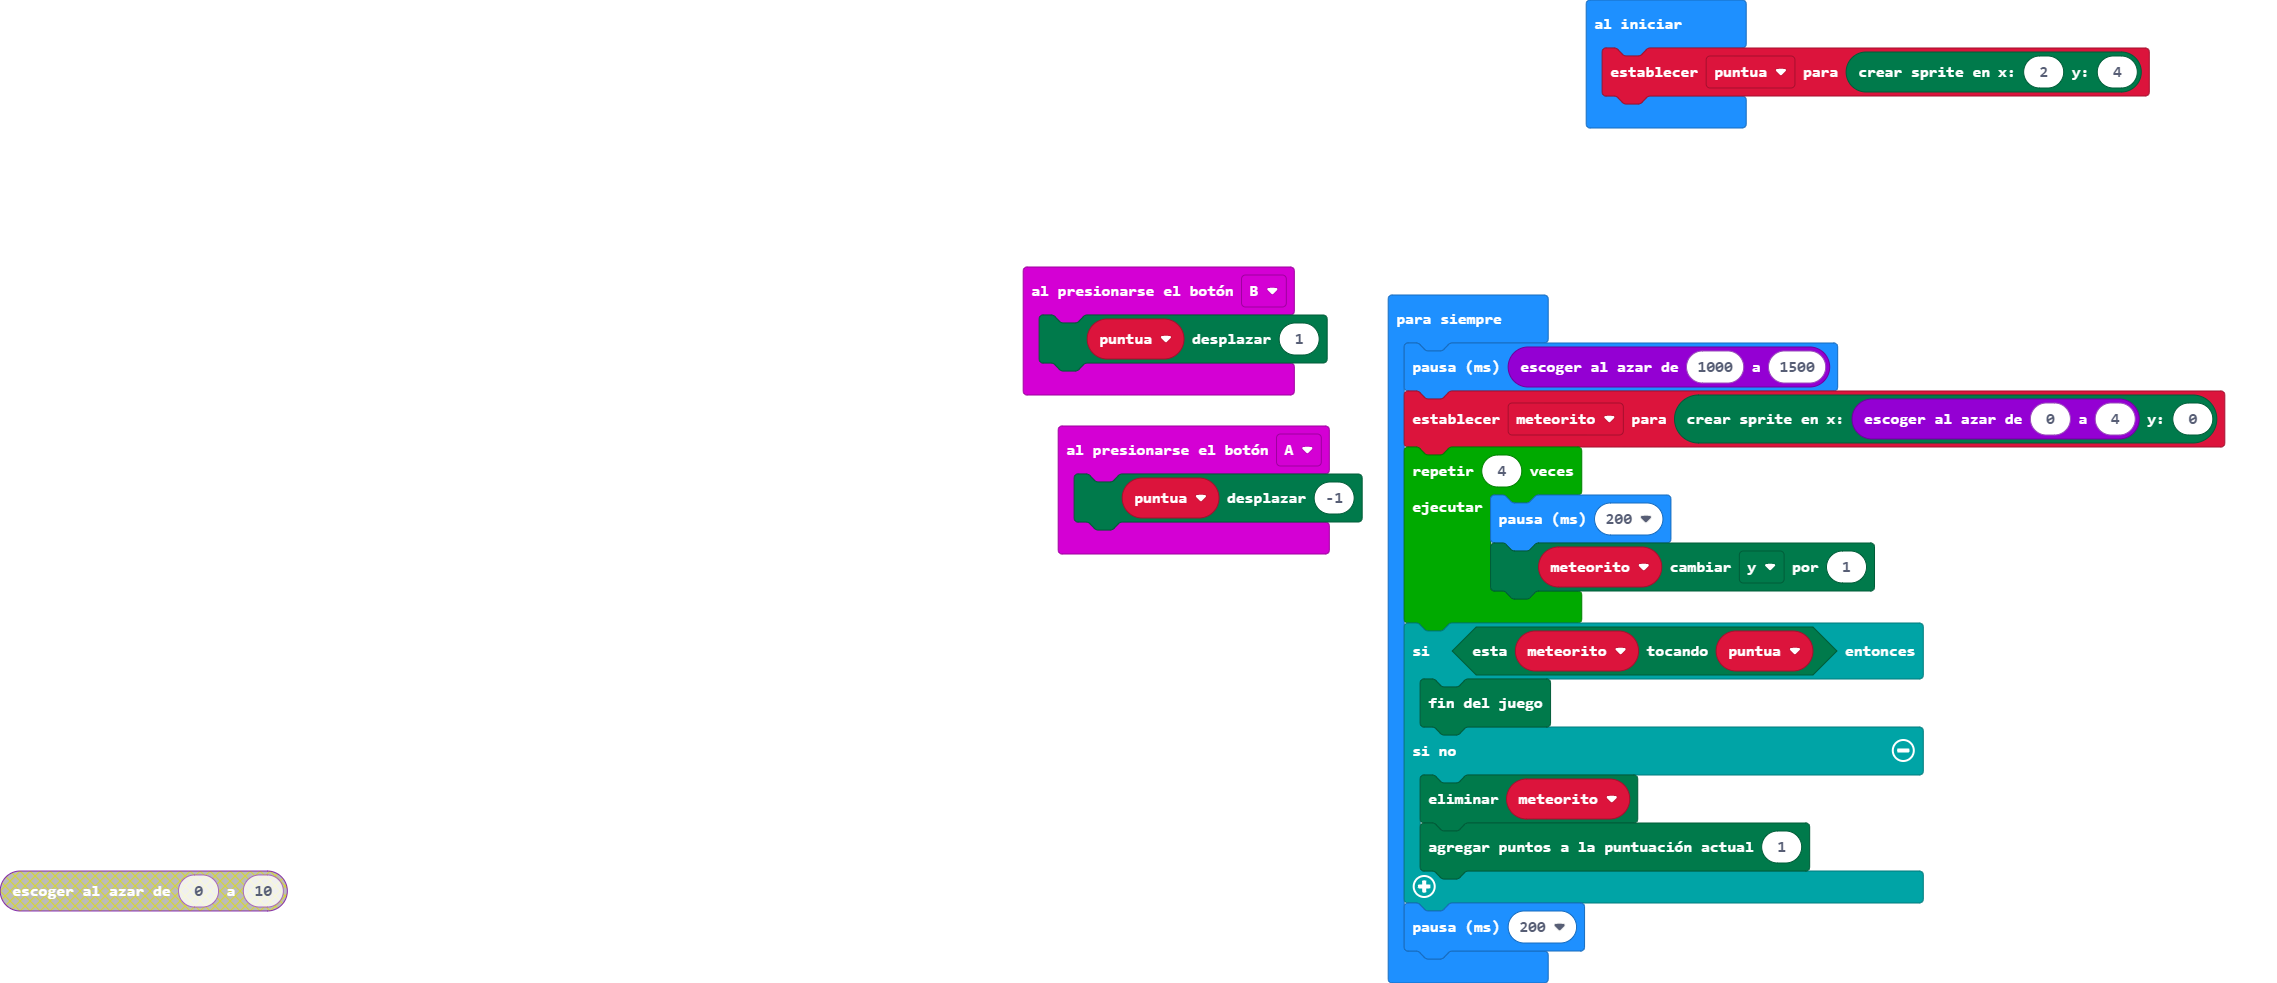 al iniciar
establecer puntua para crear sprite en x: 2 y: 4
al presionarse el botón B
puntua desplazar 1
al presionarse el botón A
puntua desplazar -1
para siempre
pausa (ms) escoger al azar de 1000 a 1500
establecer meteorito para crear sprite en x: escoger al azar de 0 a 4 y: 0
repetir 4 veces
ejecutar
pausa (ms) 200
meteorito cambiar y por 1
si esta meteorito tocando puntua entonces
fin del juego
si no
eliminar meteorito
agregar puntos a la puntuación actual 1
pausa (ms) 200
escoger al azar de 0 a 10